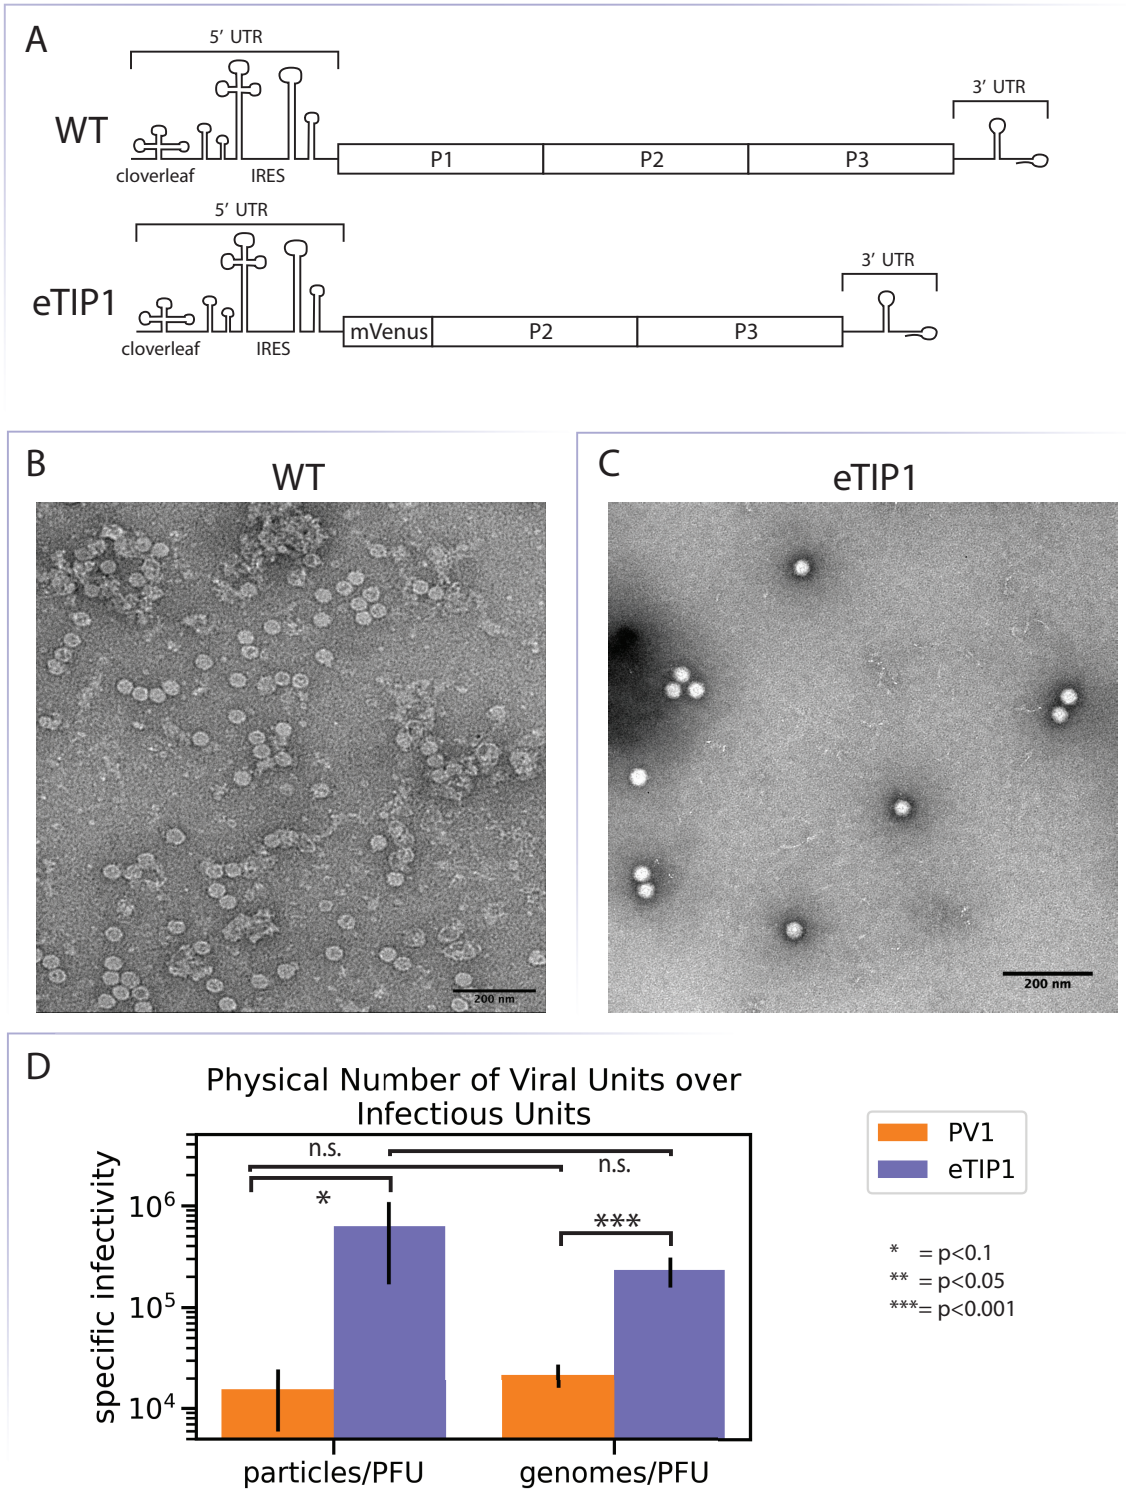 A
5′ UTR
3′ UTR
WT
P1 P2 P3
cloverleaf IRES
5′ UTR
3′ UTR
eTIP1
mVenus P2 P3
cloverleaf IRES
B
WT
200 nm
C
eTIP1
200 nm
D
Physical Number of Viral Units over
Infectious Units
specific infectivity
10⁶
10⁵
10⁴
n.s.
n.s.
*
***
particles/PFU genomes/PFU
PV1
eTIP1
* = p<0.1
** = p<0.05
***= p<0.001